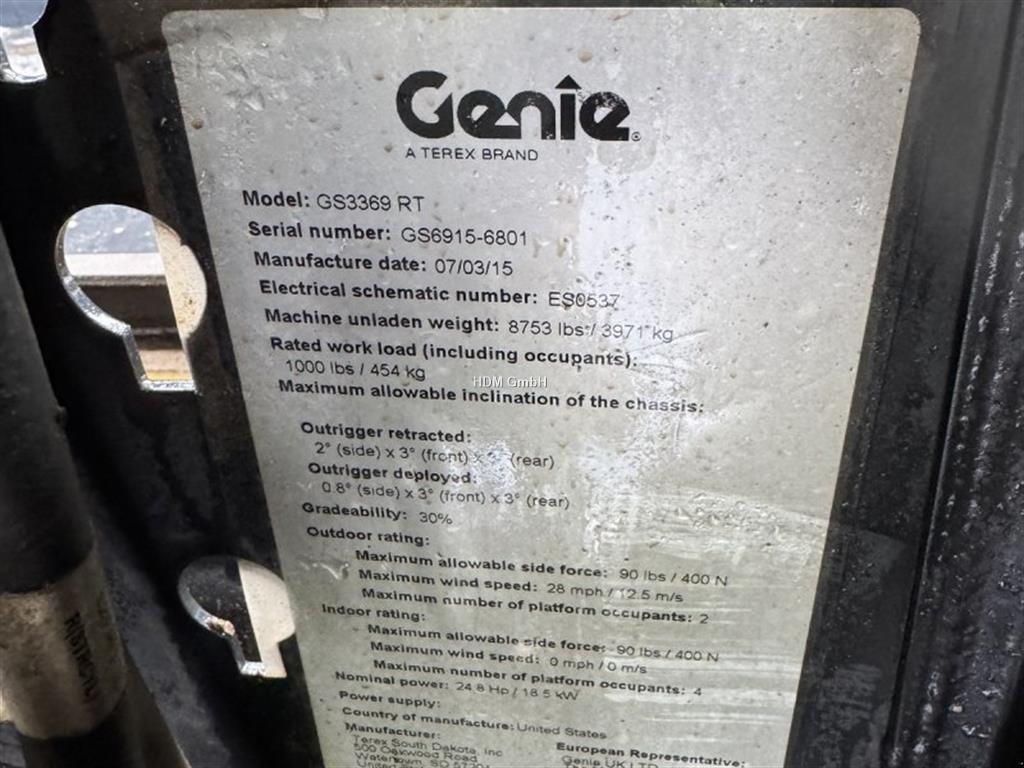 Genie®
A TEREX BRAND
Model: GS3369 RT
Serial number: GS6915-6801
Manufacture date: 07/03/15
Electrical schematic number: ES0537
Machine unladen weight: 8753 lbs / 3971 kg
Rated work load (including occupants):
1000 lbs / 454 kg
HDM GmbH
Maximum allowable inclination of the chassis:
Outrigger retracted:
2° (side) x 3° (front) x (rear)
Outrigger deployed:
0.8° (side) x 3° (front) x 3° (rear)
Gradeability: 30%
Outdoor rating:
Maximum allowable side force: 90 lbs / 400 N
Maximum wind speed: 28 mph / 12.5 m/s
Maximum number of platform occupants: 2
Indoor rating:
Maximum allowable side force: 90 lbs / 400 N
Maximum wind speed: 0 mph / 0 m/s
Maximum number of platform occupants: 4
Nominal power: 24.8 Hp / 18.5 kW
Power supply:
Country of manufacture: United States
Manufacturer:
Terex South Dakota, Inc
500 Oakwood Road
Watertown, SD 57201
European Representative:
Genie UK LTD